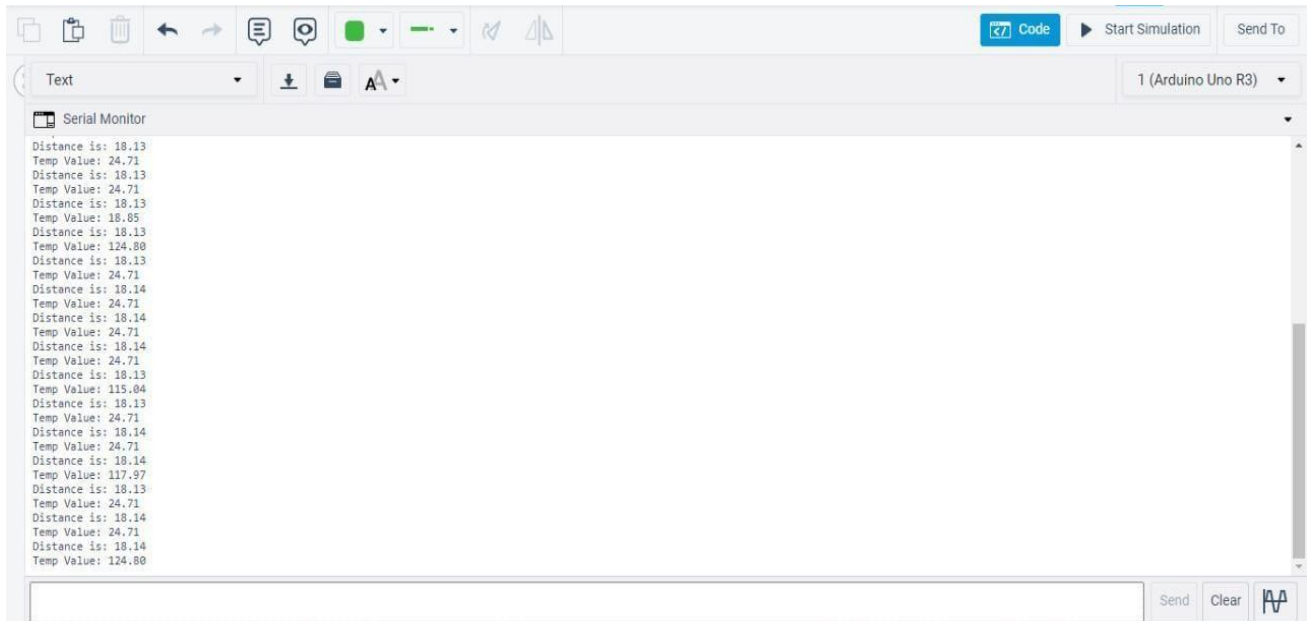 Code
Start Simulation
Send To
Text
AA
1 (Arduino Uno R3)
Serial Monitor
Distance is: 18.13
Temp Value: 24.71
Distance is: 18.13
Temp Value: 24.71
Distance is: 18.13
Temp Value: 18.85
Distance is: 18.13
Temp Value: 124.80
Distance is: 18.13
Temp Value: 24.71
Distance is: 18.14
Temp Value: 24.71
Distance is: 18.14
Temp Value: 24.71
Distance is: 18.14
Temp Value: 24.71
Distance is: 18.13
Temp Value: 115.04
Distance is: 18.13
Temp Value: 24.71
Distance is: 18.14
Temp Value: 24.71
Distance is: 18.14
Temp Value: 117.97
Distance is: 18.13
Temp Value: 24.71
Distance is: 18.14
Temp Value: 24.71
Distance is: 18.14
Temp Value: 124.80
Send
Clear